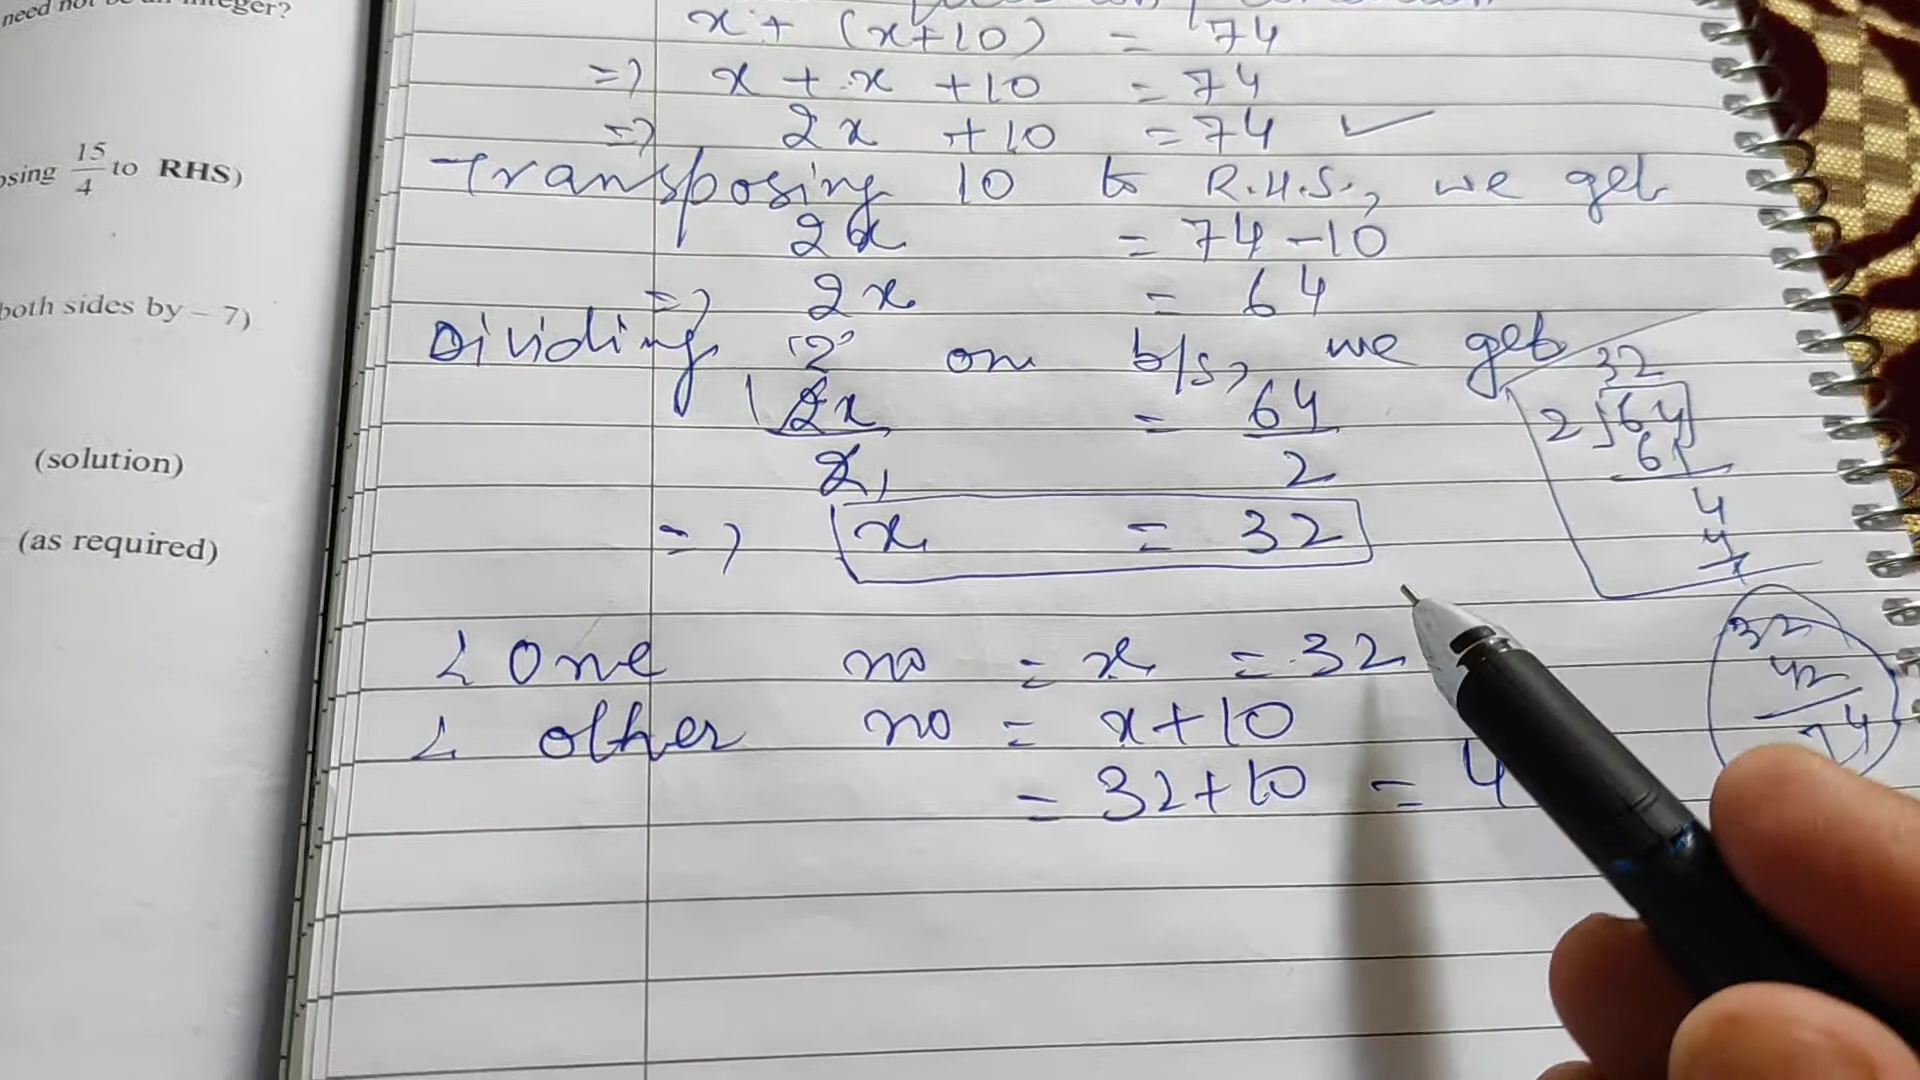 need not be an integer?
osing 15/4 to RHS)
both sides by – 7)
(solution)
(as required)
x + (x+10) = 74
=> x + x + 10 = 74
=> 2x + 10 = 74 ✓
Transposing 10 to R.H.S., we get
2x = 74 - 10
=> 2x = 64
Dividing '2' on b/s, we get
2x/2 = 64/2
1
1
=> x = 32
32
2 64
6
4
4
x
One no = x = 32
other no = x + 10
= 32 + 10 = 4
32
42
74